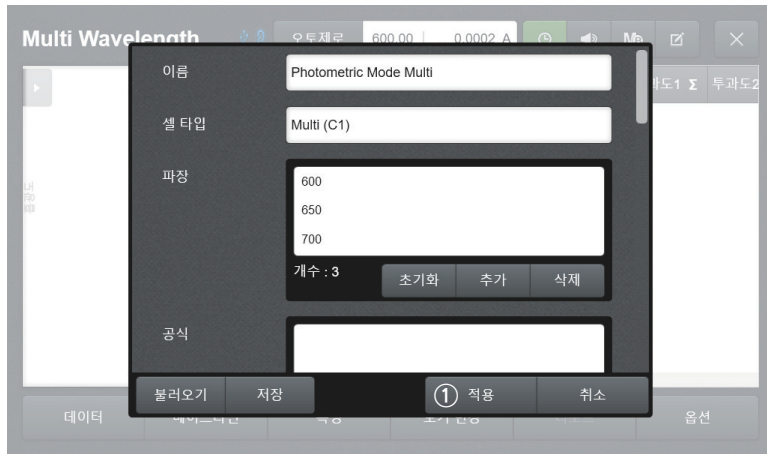 Multi Wavelength 오토제로 600.00 0.0002 A
과도1 Σ 투과도2
이름 Photometric Mode Multi
셀 타입 Multi (C1)
파장 600
650
700
개수 : 3 초기화 추가 삭제
흡광도
공식
불러오기 저장 ① 적용 취소
데이터 옵션